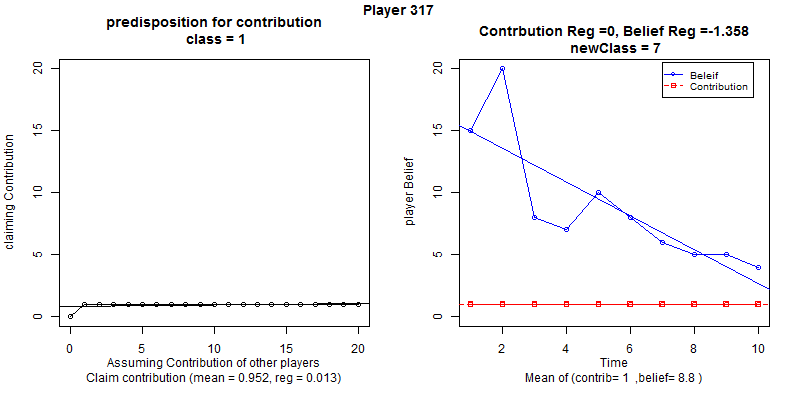 Player 317
predisposition for contribution
class = 1
claiming Contribution
0
5
10
15
20
0
5
10
15
20
Assuming Contribution of other players
Claim contribution (mean = 0.952, reg = 0.013)
Contrbution Reg =0, Belief Reg =-1.358
newClass = 7
player Belief
0
5
10
15
20
Beleif
Contribution
2
4
6
8
10
Time
Mean of (contrib= 1 ,belief= 8.8 )